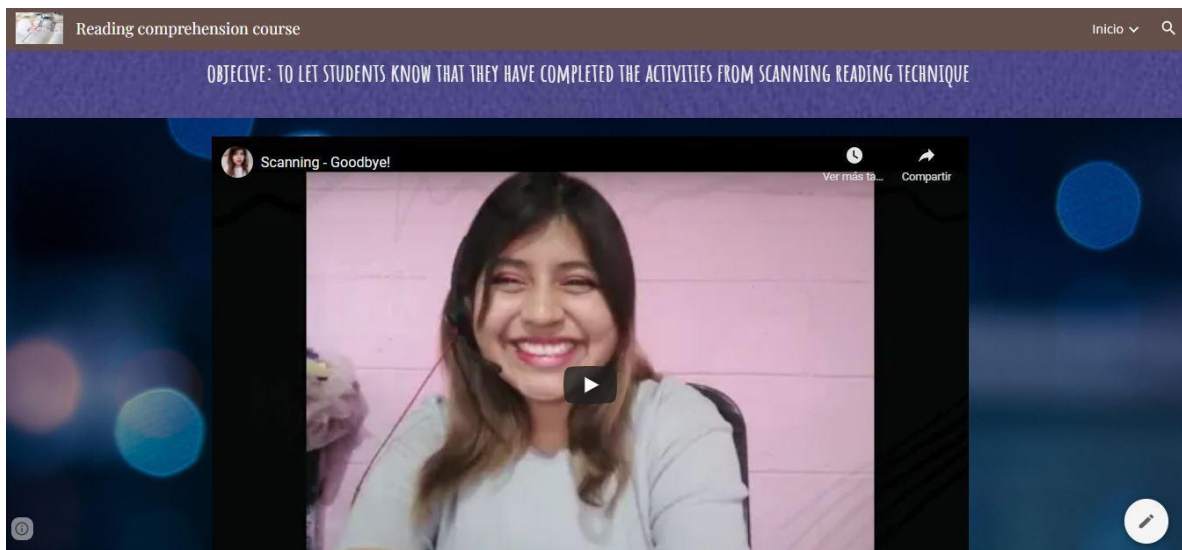 Reading comprehension course
Inicio
OBJECIVE: TO LET STUDENTS KNOW THAT THEY HAVE COMPLETED THE ACTIVITIES FROM SCANNING READING TECHNIQUE
Scanning - Goodbye!
Ver más ta...
Compartir